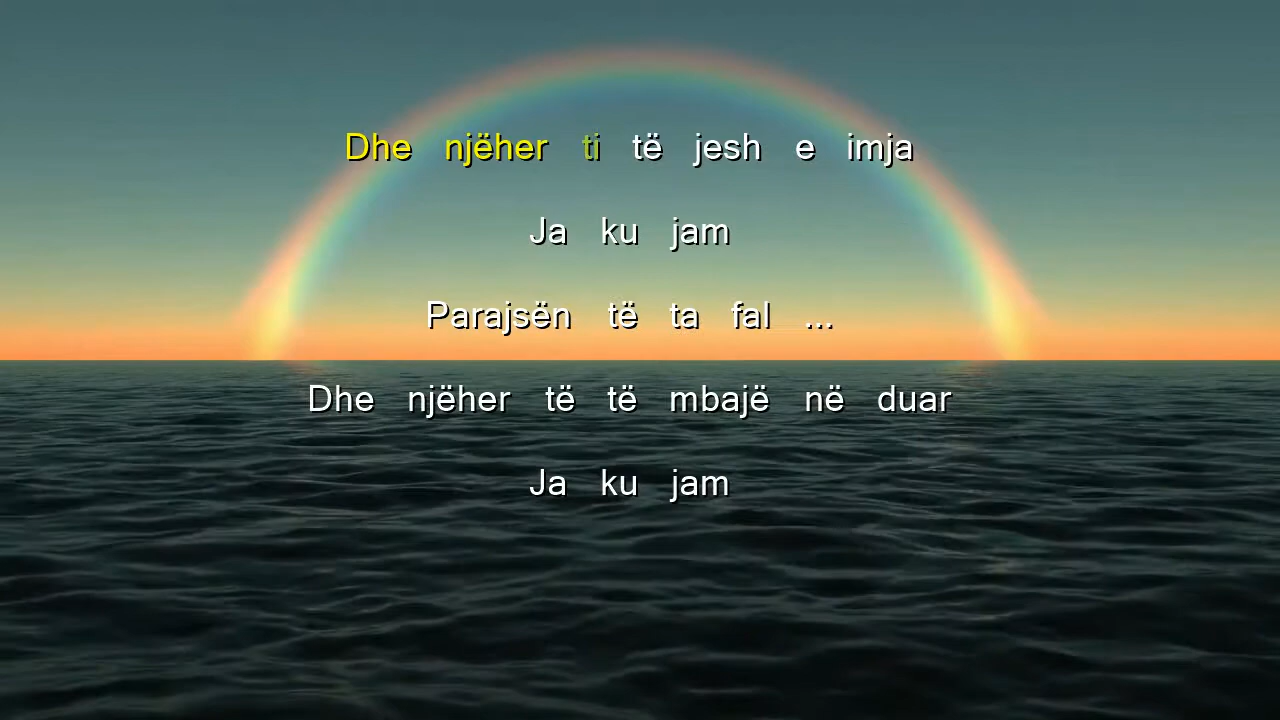 Dhe njëher ti të jesh e imja
Ja ku jam
Parajsën të ta fal ...
Dhe njëher të të mbajë në duar
Ja ku jam